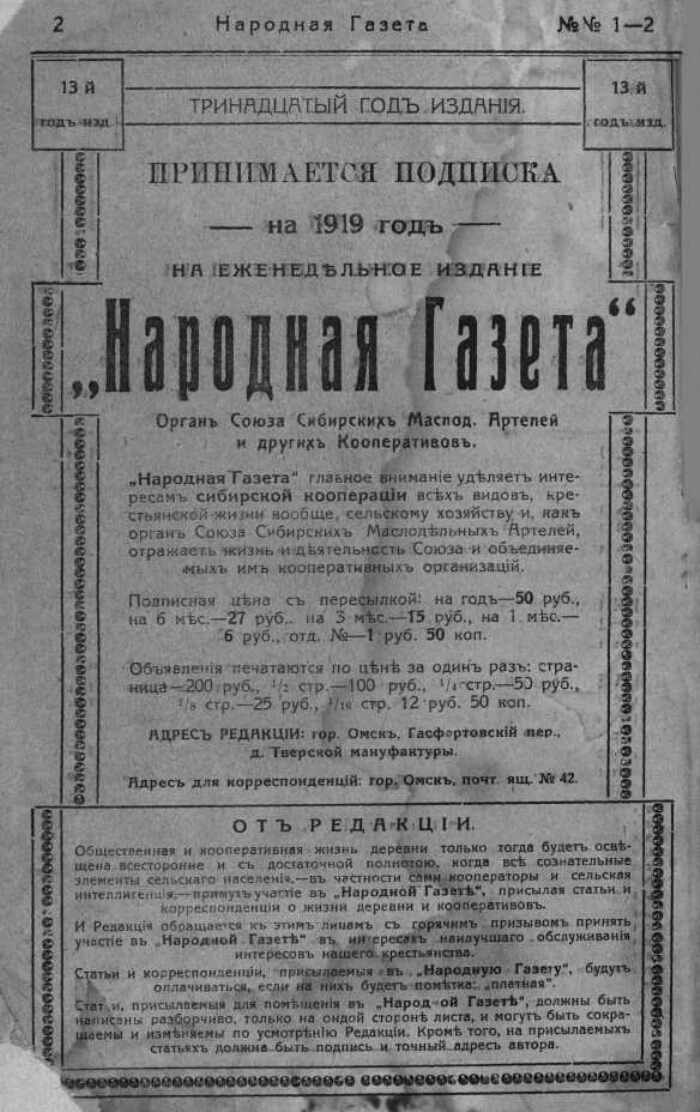 2 Народная Газета №№ 1—2
13 й
годъ изд.
ТРИНАДЦАТЫЙ ГОДЪ ИЗДАНІЯ.
13 й
годъ изд.
ПРИНИМАЕТСЯ ПОДПИСКА
— на 1919 годъ —
НА ЕЖЕНЕДѢЛЬНОЕ ИЗДАНІЕ
„Народная Газета“
Органъ Союза Сибирскихъ Маслод. Артелей
и другихъ Кооперативовъ.
„Народная Газета“ главное вниманіе удѣляетъ инте-
ресамъ сибирской коопераціи всѣхъ видовъ, кре-
стьянской жизни вообще, сельскому хозяйству и, какъ
органъ Союза Сибирскихъ Маслодѣльныхъ Артелей,
отражаетъ жизнь и дѣятельность Союза и объединяе-
мыхъ имъ кооперативныхъ организацій.
Подписная цѣна съ пересылкой: на годъ—50 руб.,
на 6 мѣс.—27 руб., на 3 мѣс.—15 руб., на 1 мѣс.—
6 руб., отд. №—1 руб. 50 коп.
Объявленія печатаются по цѣнѣ за одинъ разъ: стра-
ница—200 руб., 1/2 стр.—100 руб., 1/4 стр.—50 руб.,
1/8 стр.—25 руб., 1/16 стр. 12 руб. 50 коп.
АДРЕСЪ РЕДАКЦІИ: гор. Омск, Гасфортовскій пер.,
д. Тверской мануфактуры.
Адресъ для корреспонденцій: гор. Омск, почт. ящ. № 42.
ОТЪ РЕДАКЦІИ.
Общественная и кооперативная жизнь деревни только тогда будетъ освѣ-
щена всесторонне и съ достаточной полнотою, когда всѣ сознательные
элементы сельскаго населенія,—въ частности сами кооператоры и сельская
интеллигенція,—примутъ участіе въ „Народной Газетѣ“, присылая статьи и
корреспонденціи о жизни деревни и кооперативовъ.
И Редакція обращается къ этимъ лицамъ съ горячим призывом принять
участіе въ „Народной Газетѣ“ въ интересахъ наилучшаго обслуживанія
интересовъ нашего крестьянства.
Статьи и корреспонденціи, присылаемыя въ „Народную Газету“, будутъ
оплачиваться, если на нихъ будетъ помѣтка: „платная“.
Стат и, присылаемыя для помѣщенія въ „Народ-ой Газетѣ“, должны быть
написаны разборчиво, только на ондой сторонѣ листа, и могутъ быть сокра-
щаемы и измѣняемы по усмотрѣнію Редакціи. Кромѣ того, на присылаемыхъ
статьяхъ должна быть подпись и точный адресъ автора.